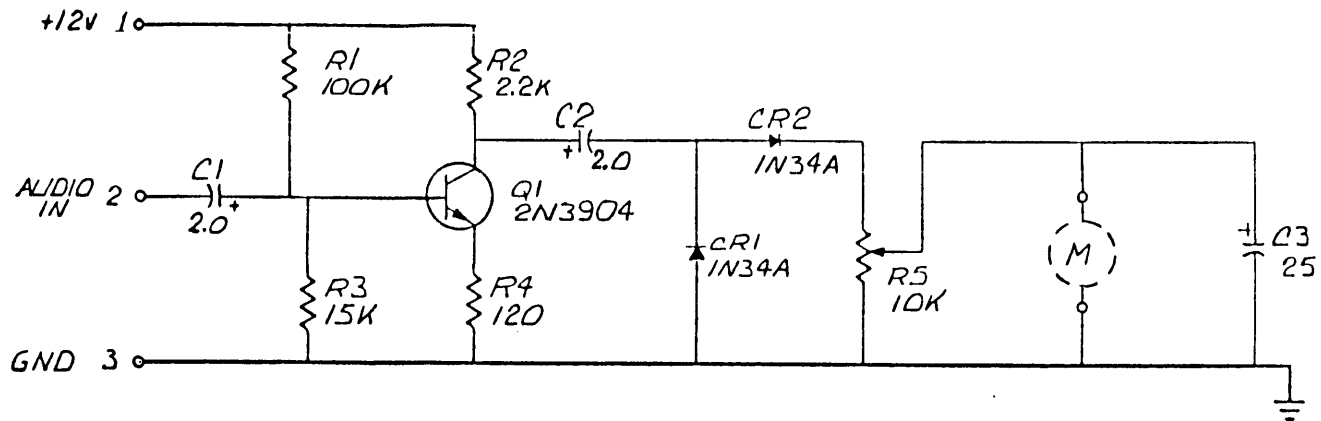 +12V 1
R1
100K
R2
2.2K
C2
+ 2.0
CR2
1N34A
AUDIO
IN 2
C1
2.0 +
Q1
2N3904
CR1
1N34A
R5
10K
M
+ C3
25
R3
15K
R4
120
GND 3